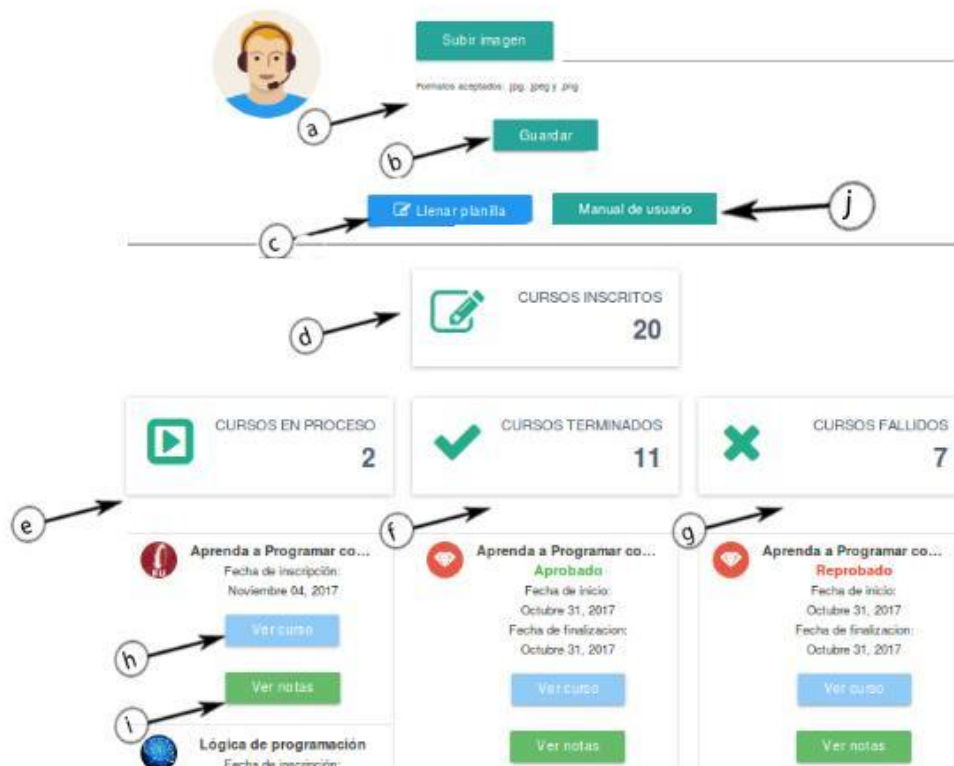 Subir imagen
Formatos aceptados: .jpg, .jpeg y .png
a
Guardar
b
Llenar planilla
Manual de usuario
j
c
CURSOS INSCRITOS
20
d
CURSOS EN PROCESO
2
CURSOS TERMINADOS
11
CURSOS FALLIDOS
7
e
f
g
Aprenda a Programar co...
Fecha de inscripción:
Noviembre 04, 2017
Ver curso
h
Ver notas
i
Lógica de programación
Fecha de inscripción:
Aprenda a Programar co...
Aprobado
Fecha de inicio:
Octubre 31, 2017
Fecha de finalizacion:
Octubre 31, 2017
Ver curso
Ver notas
Aprenda a Programar co...
Reprobado
Fecha de inicio:
Octubre 31, 2017
Fecha de finalizacion:
Octubre 31, 2017
Ver curso
Ver notas